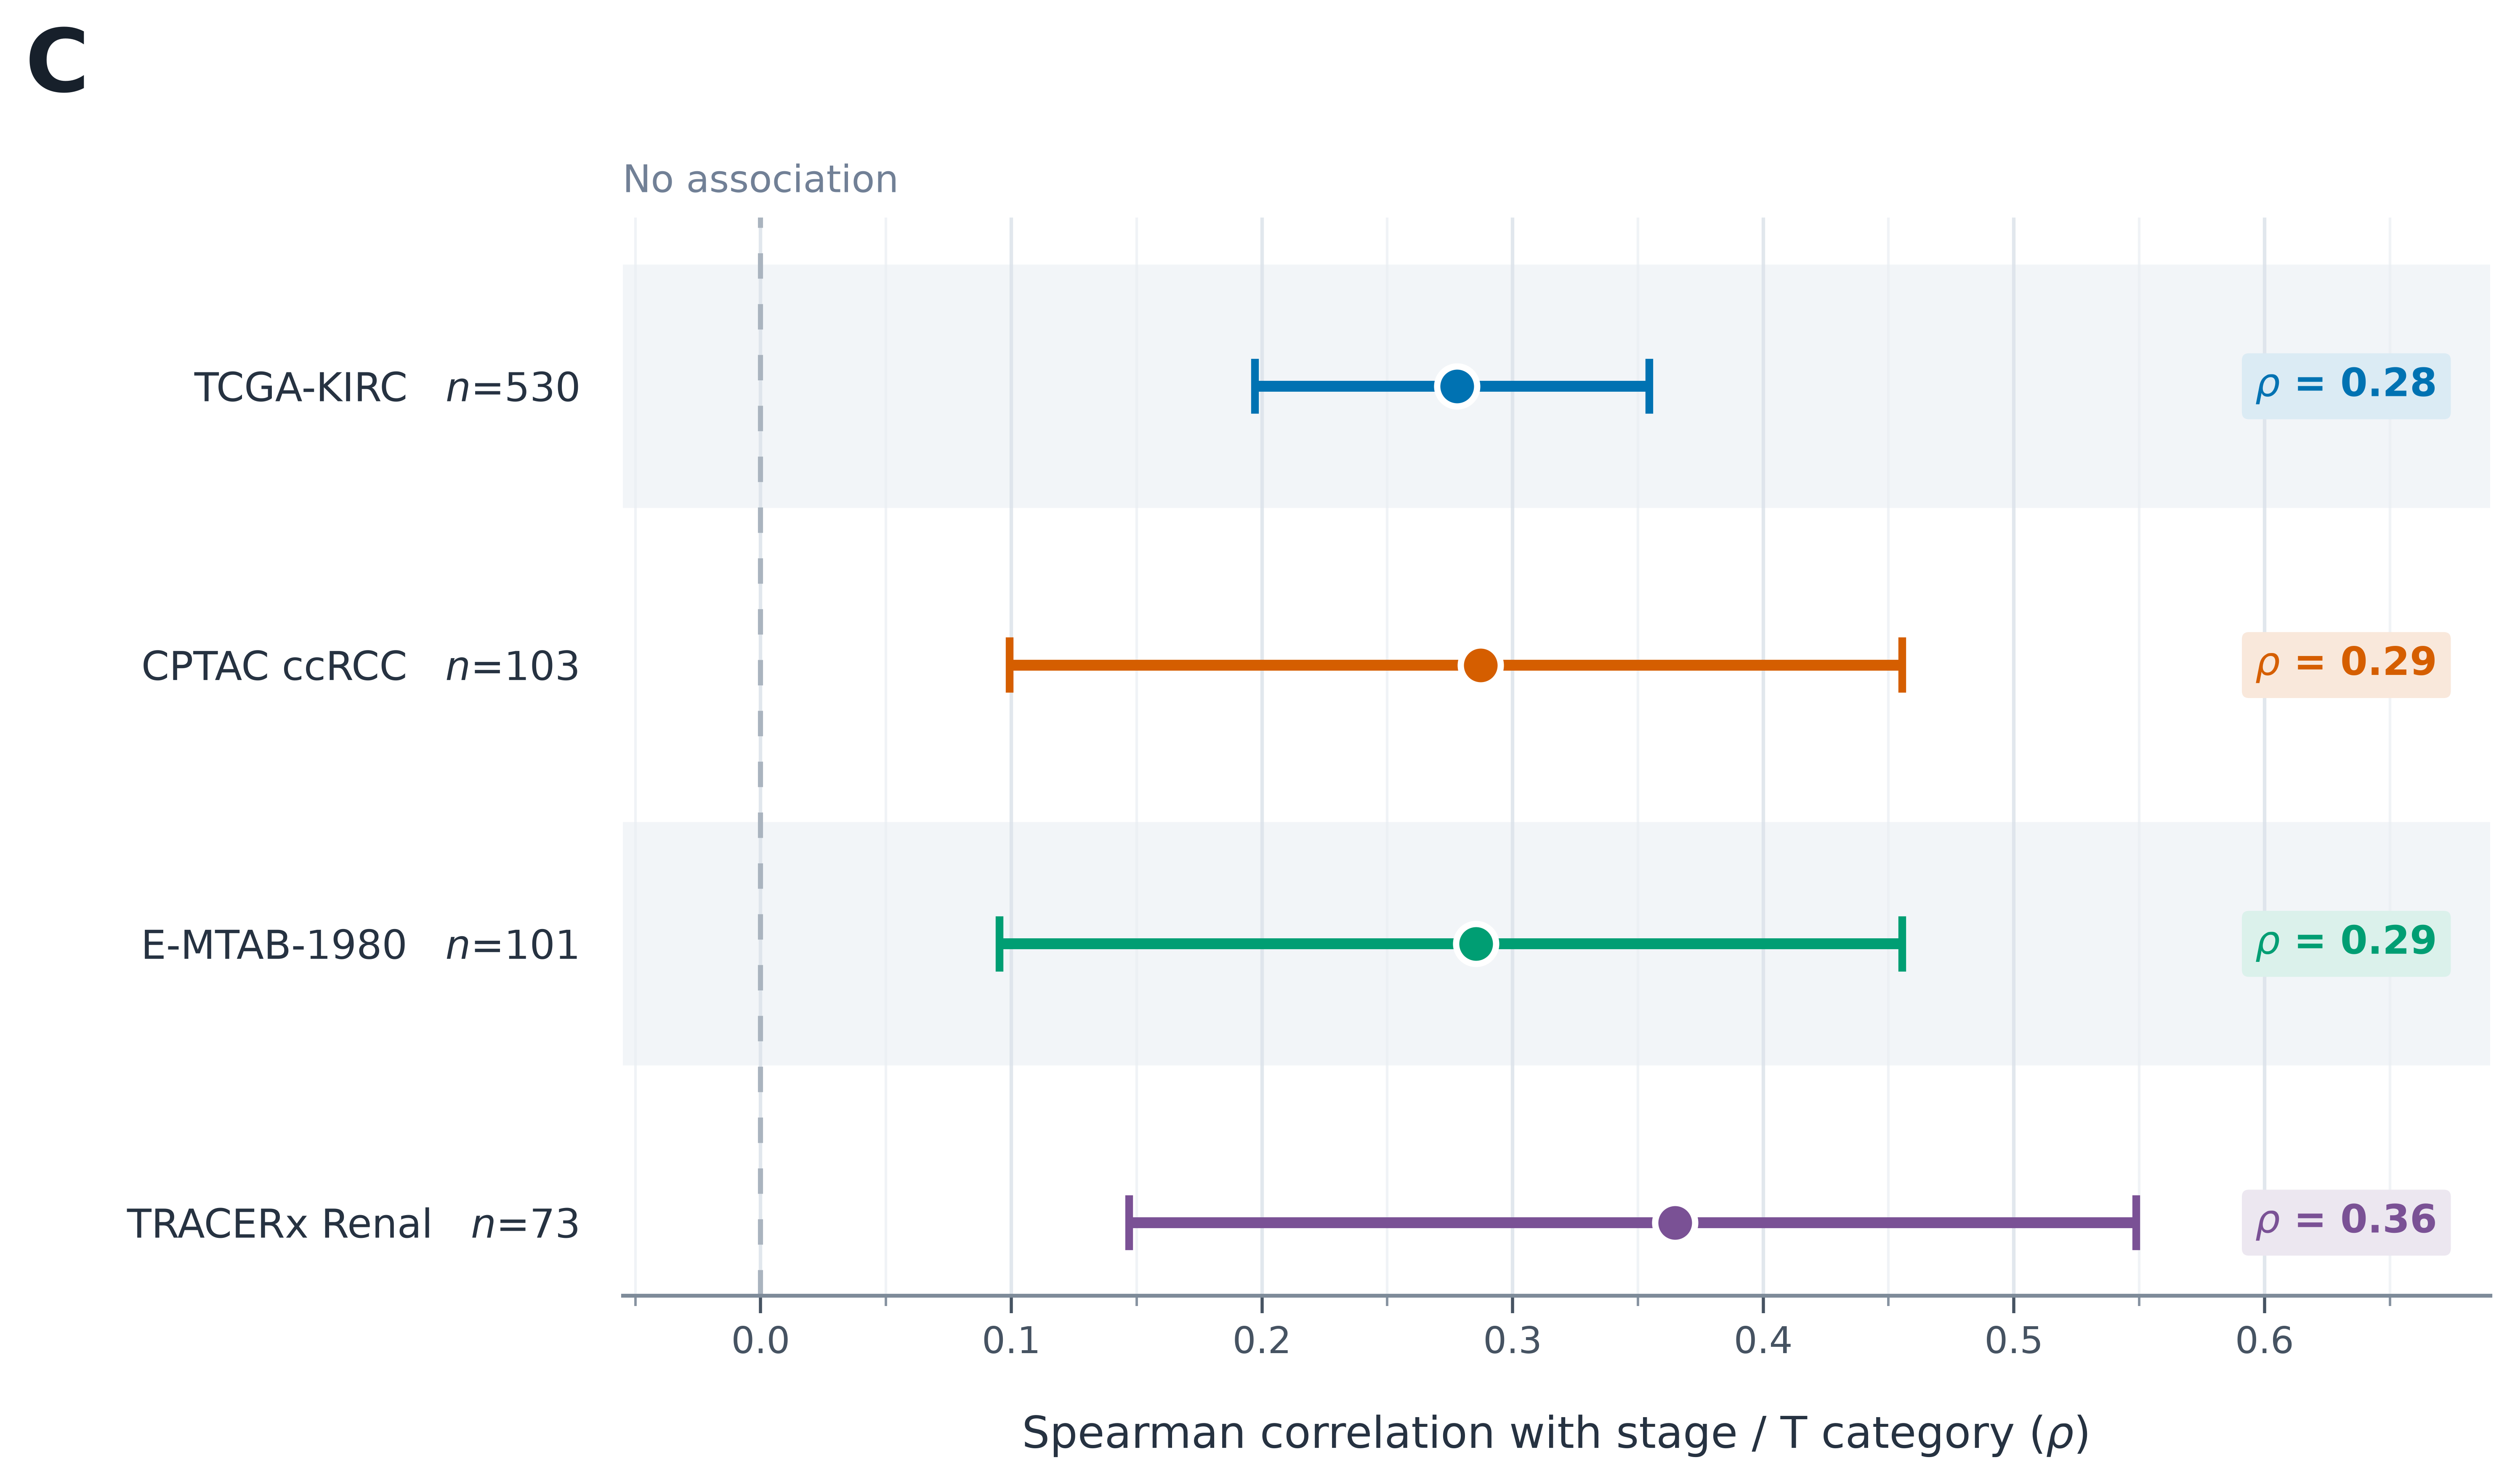 C
No association
TCGA-KIRC n=530 ρ = 0.28
CPTAC ccRCC n=103 ρ = 0.29
E-MTAB-1980 n=101 ρ = 0.29
TRACERx Renal n=73 ρ = 0.36
0.0 0.1 0.2 0.3 0.4 0.5 0.6
Spearman correlation with stage / T category (ρ)